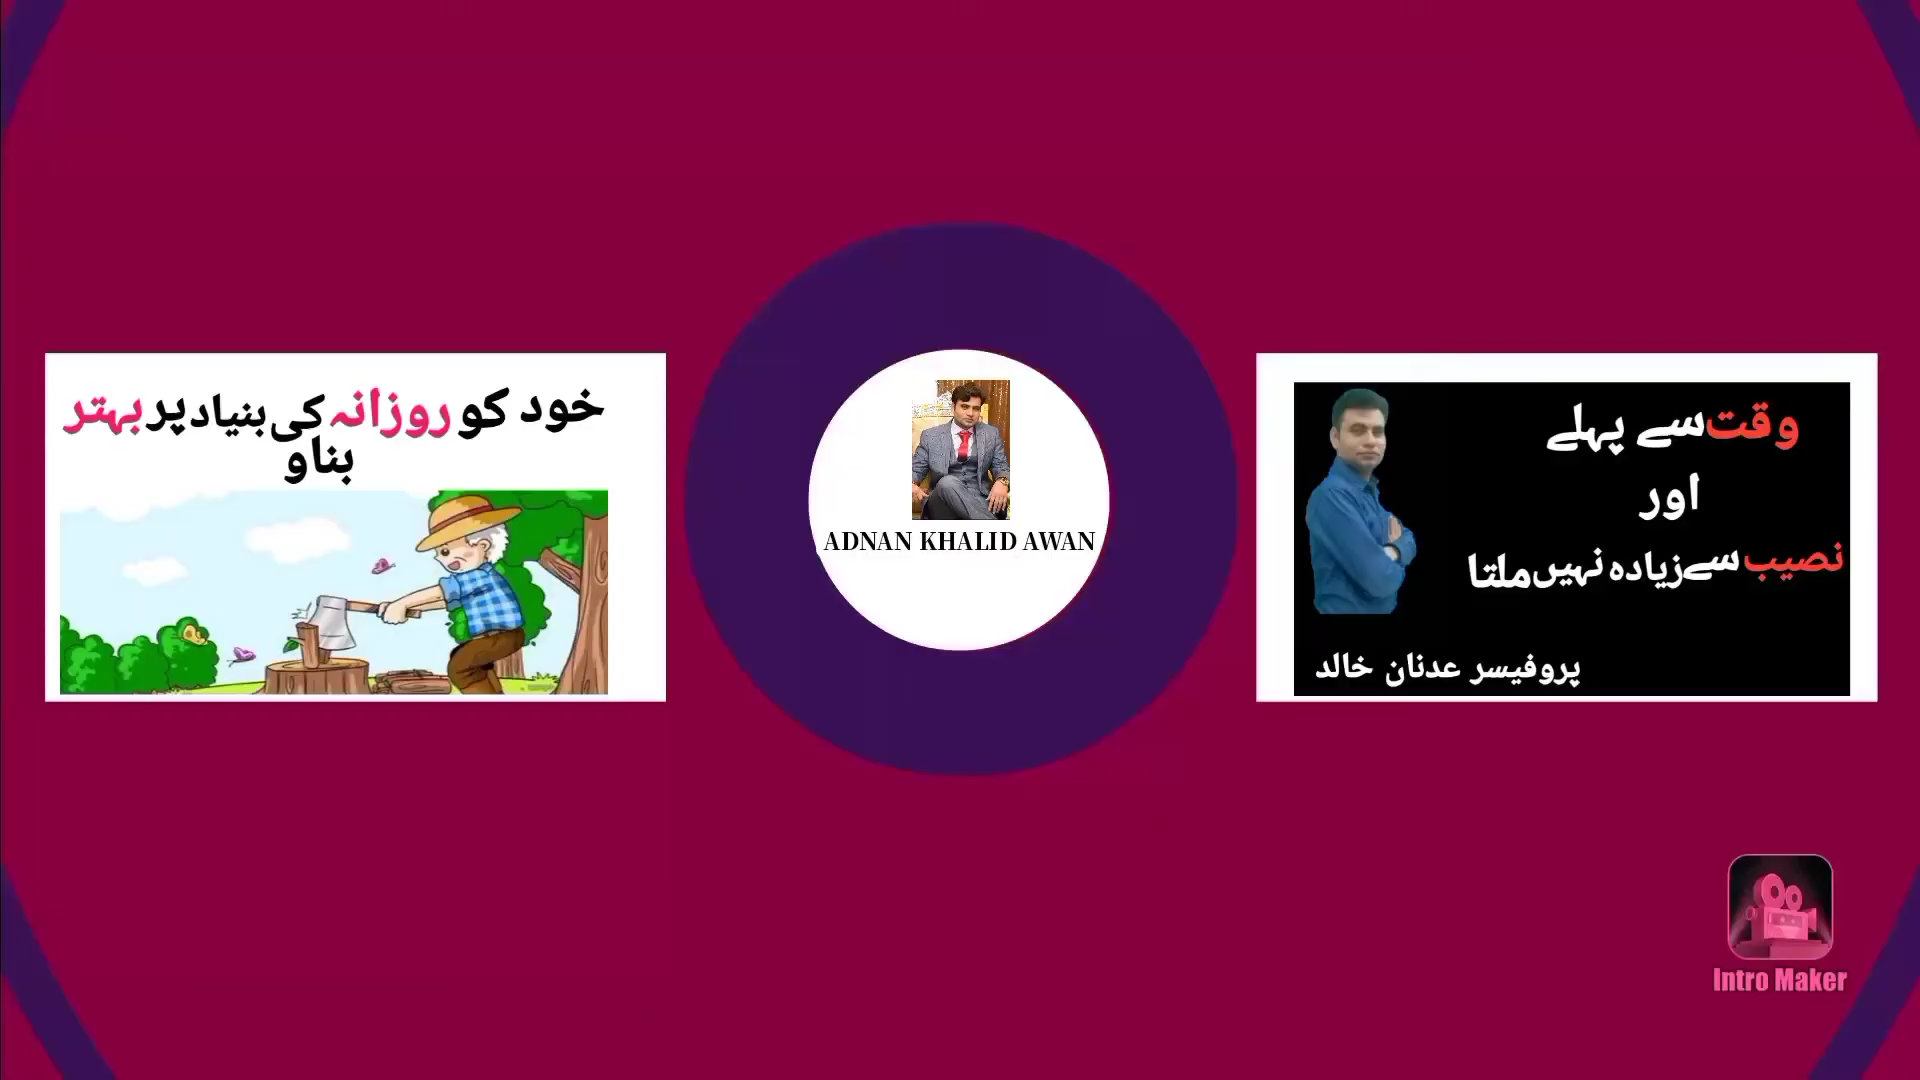 خود کو روزانہ کی بنیاد پر بہتر
بناو
ADNAN KHALID AWAN
وقت سے پہلے
اور
نصیب سے زیادہ نہیں ملتا
پروفیسر عدنان خالد
Intro Maker